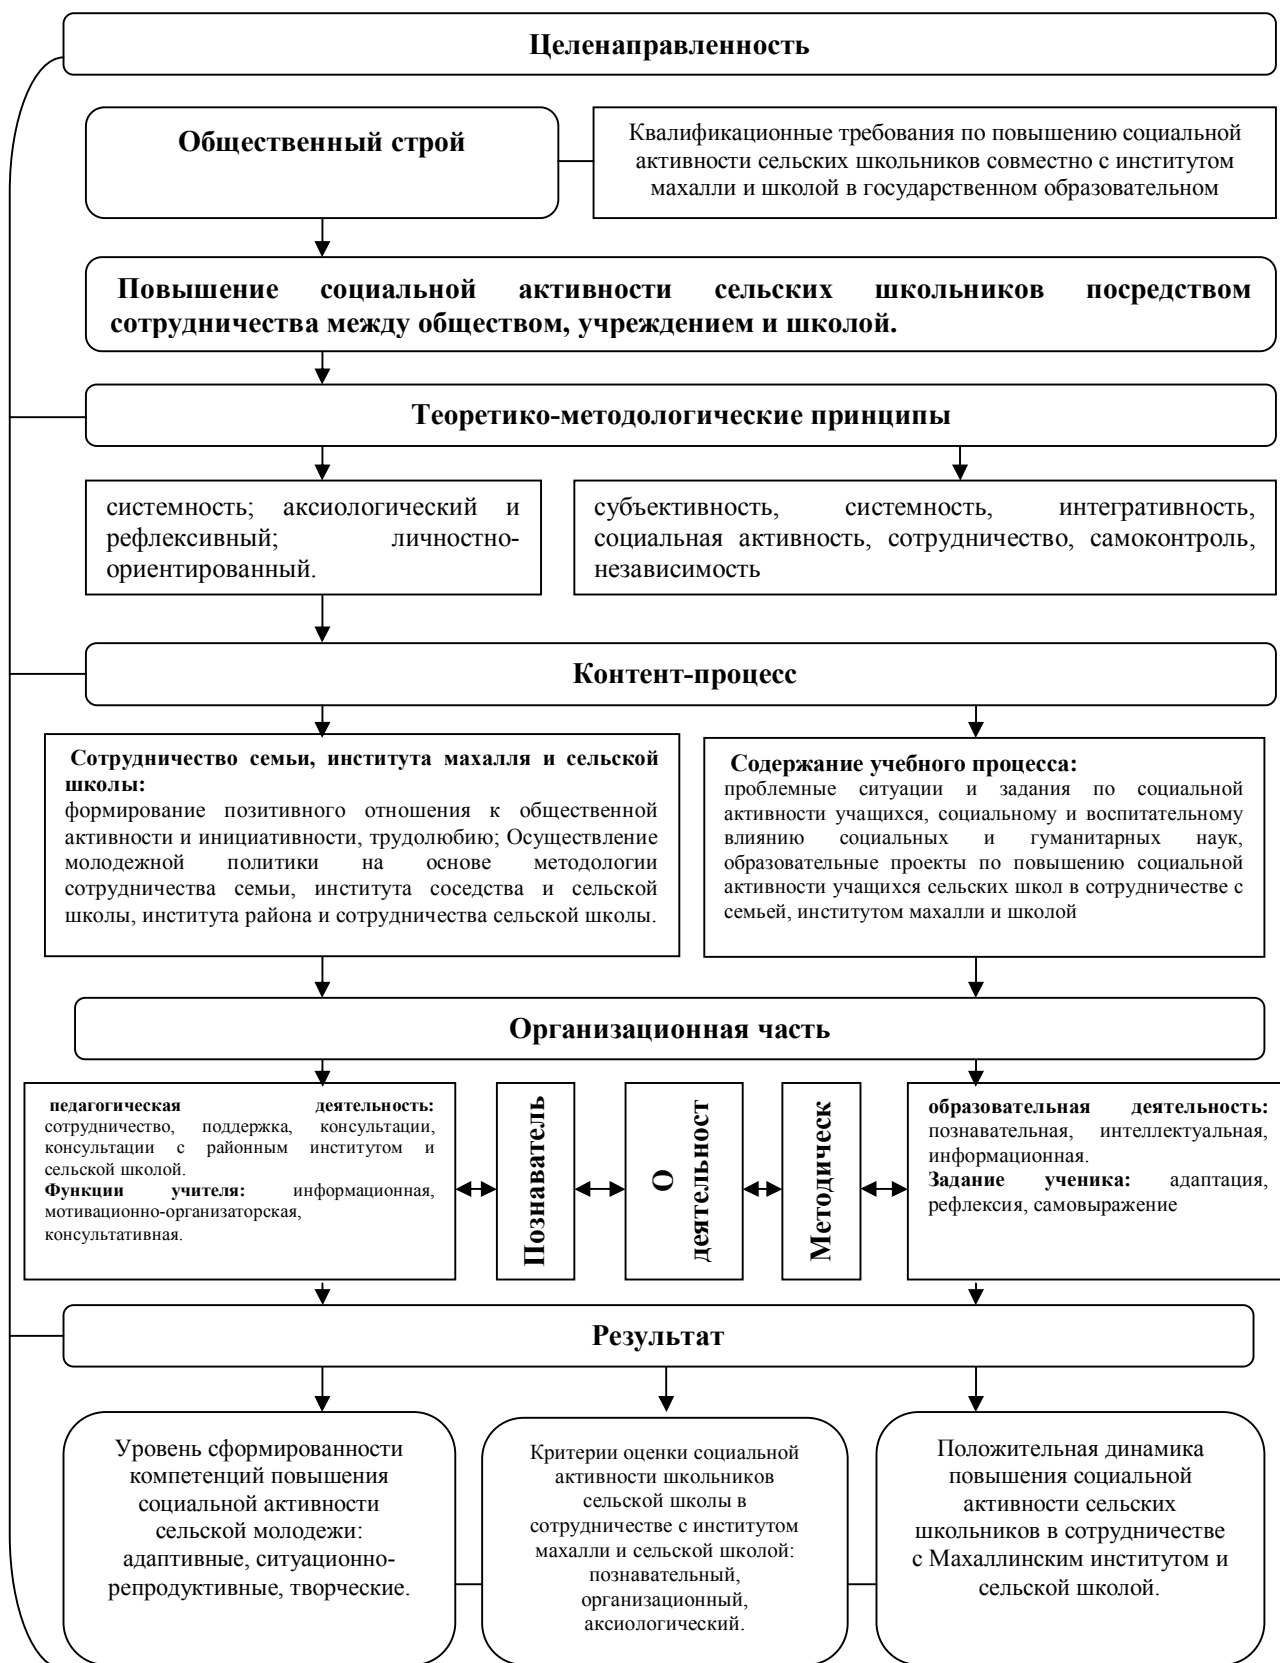 Целенаправленность
Общественный строй
Квалификационные требования по повышению социальной
активности сельских школьников совместно с институтом
махалли и школой в государственном образовательном
Повышение социальной активности сельских школьников посредством
сотрудничества между обществом, учреждением и школой.
Теоретико-методологические принципы
системность; аксиологический и
рефлексивный; личностно-
ориентированный.
субъективность, системность, интегративность,
социальная активность, сотрудничество, самоконтроль,
независимость
Контент-процесс
Сотрудничество семьи, института махалля и сельской
школы:
формирование позитивного отношения к общественной
активности и инициативности, трудолюбию; Осуществление
молодежной политики на основе методологии
сотрудничества семьи, института соседства и сельской
школы, института района и сотрудничества сельской школы.
Содержание учебного процесса:
проблемные ситуации и задания по социальной
активности учащихся, социальному и воспитательному
влиянию социальных и гуманитарных наук,
образовательные проекты по повышению социальной
активности учащихся сельских школ в сотрудничестве с
семьей, институтом махалли и школой
Организационная часть
педагогическая деятельность:
сотрудничество, поддержка, консультации,
консультации с районным институтом и
сельской школой.
Функции учителя: информационная,
мотивационно-организаторская,
консультативная.
Познаватель
О
деятельност
Методическ
образовательная деятельность:
познавательная, интеллектуальная,
информационная.
Задание ученика: адаптация,
рефлексия, самовыражение
Результат
Уровень сформированности
компетенций повышения
социальной активности
сельской молодежи:
адаптивные, ситуационно-
репродуктивные, творческие.
Критерии оценки социальной
активности школьников
сельской школы в
сотрудничестве с институтом
махалли и сельской школой:
познавательный,
организационный,
аксиологический.
Положительная динамика
повышения социальной
активности сельских
школьников в сотрудничестве
с Махаллинским институтом и
сельской школой.